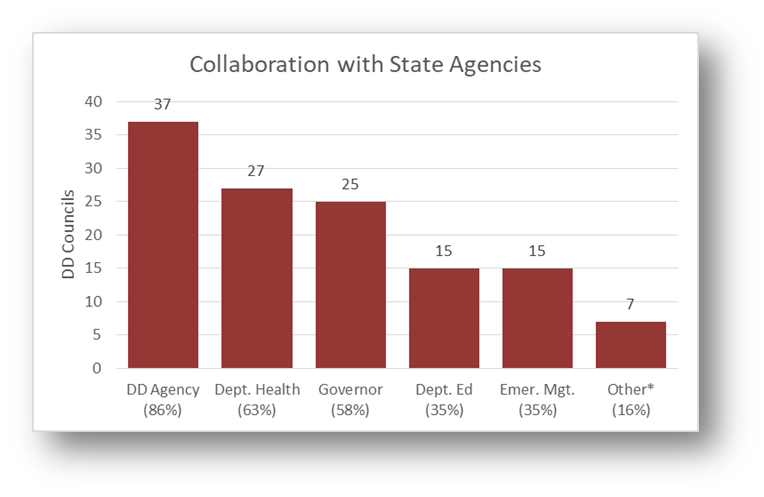 Collaboration with State Agencies
DD Councils
40
35
30
25
20
15
10
5
0
37
27
25
15
15
7
DD Agency
(86%)
Dept. Health
(63%)
Governor
(58%)
Dept. Ed
(35%)
Emer. Mgt.
(35%)
Other*
(16%)